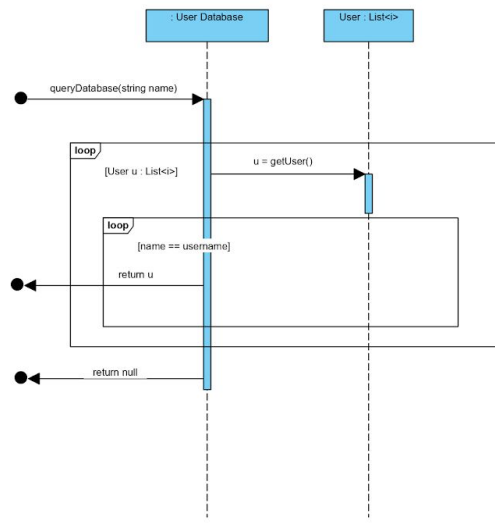 : User Database
User : List<i>
queryDatabase(string name)
loop
[User u : List<i>]
u = getUser()
loop
[name == username]
return u
return null